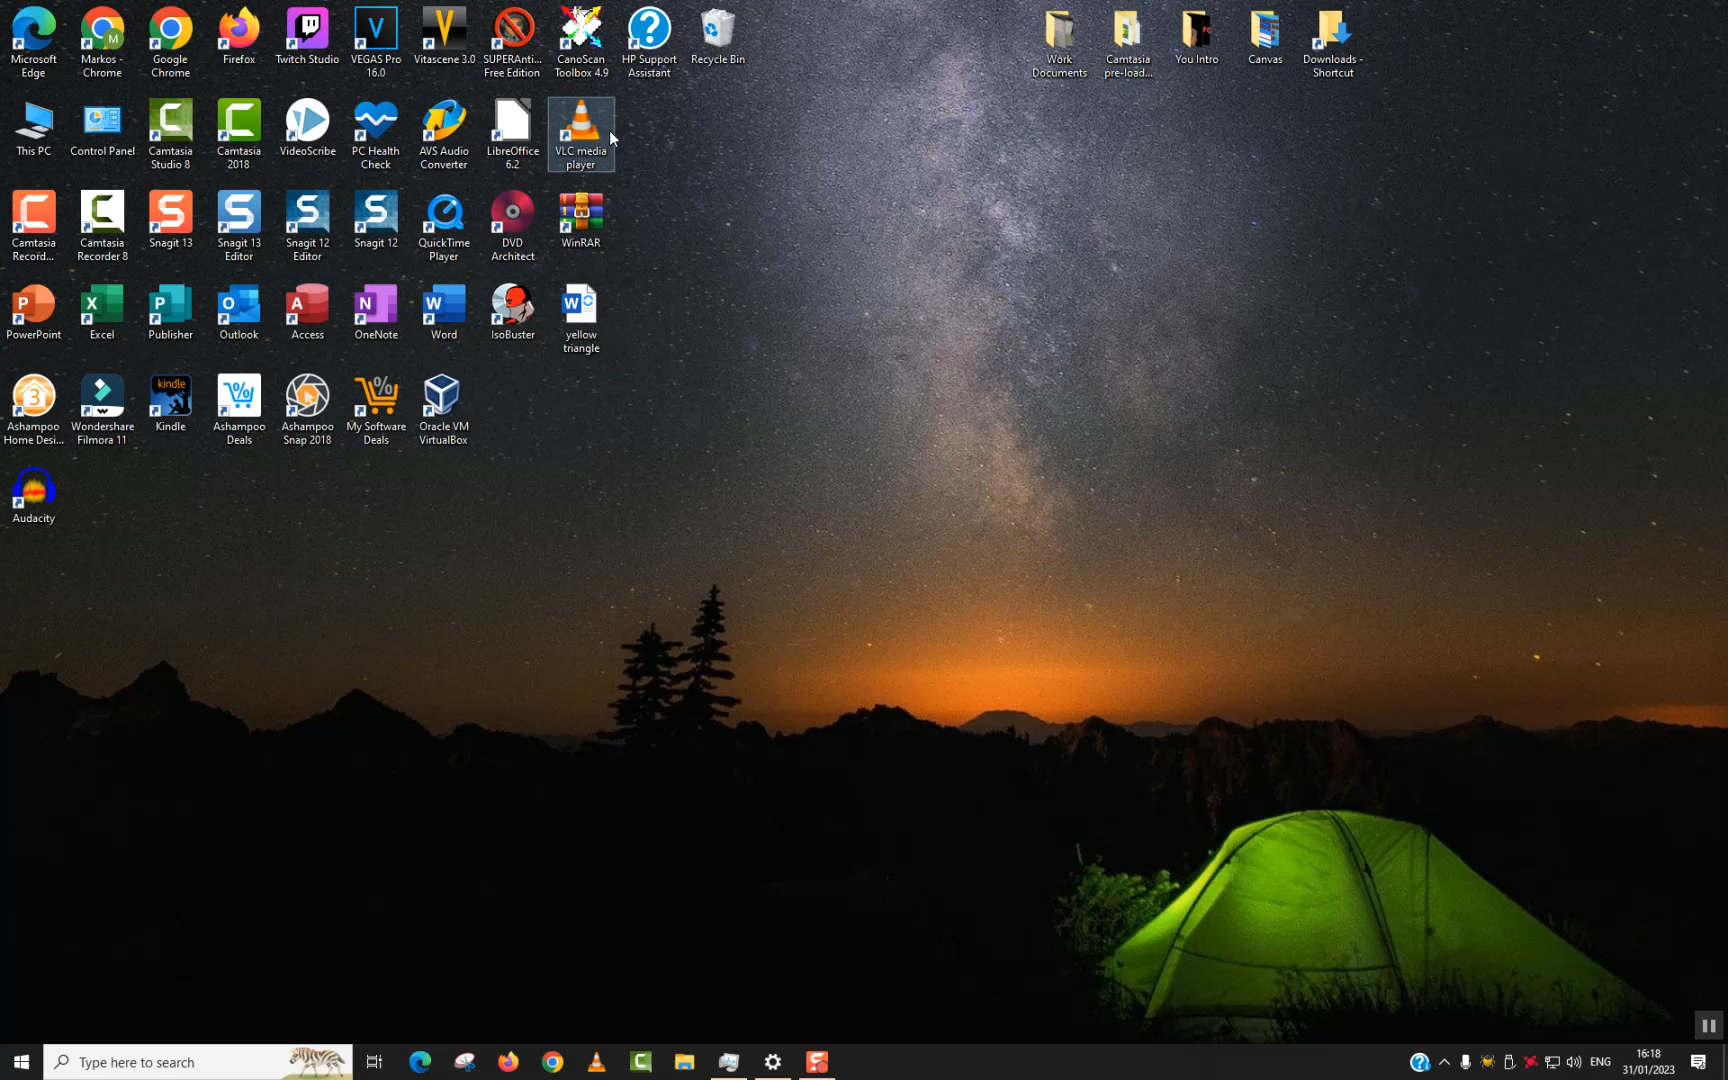 Microsoft
Edge
Markos -
Chrome
Google
Chrome
Firefox
Twitch Studio
VEGAS Pro
16.0
Vitascene 3.0
SUPERAnti...
Free Edition
CanoScan
Toolbox 4.9
HP Support
Assistant
Recycle Bin
Work
Documents
Camtasia
pre-load...
You Intro
Canvas
Downloads -
Shortcut
This PC
Control Panel
Camtasia
Studio 8
Camtasia
2018
VideoScribe
PC Health
Check
AVS Audio
Converter
LibreOffice
6.2
VLC media
player
Camtasia
Record...
Camtasia
Recorder 8
Snagit 13
Snagit 13
Editor
Snagit 12
Editor
Snagit 12
QuickTime
Player
DVD
Architect
WinRAR
PowerPoint
Excel
Publisher
Outlook
Access
OneNote
Word
IsoBuster
yellow
triangle
Ashampoo
Home Desi...
Wondershare
Filmora 11
kindle
Kindle
Ashampoo
Deals
Ashampoo
Snap 2018
My Software
Deals
Oracle VM
VirtualBox
Audacity
Type here to search
ENG
16:18
31/01/2023